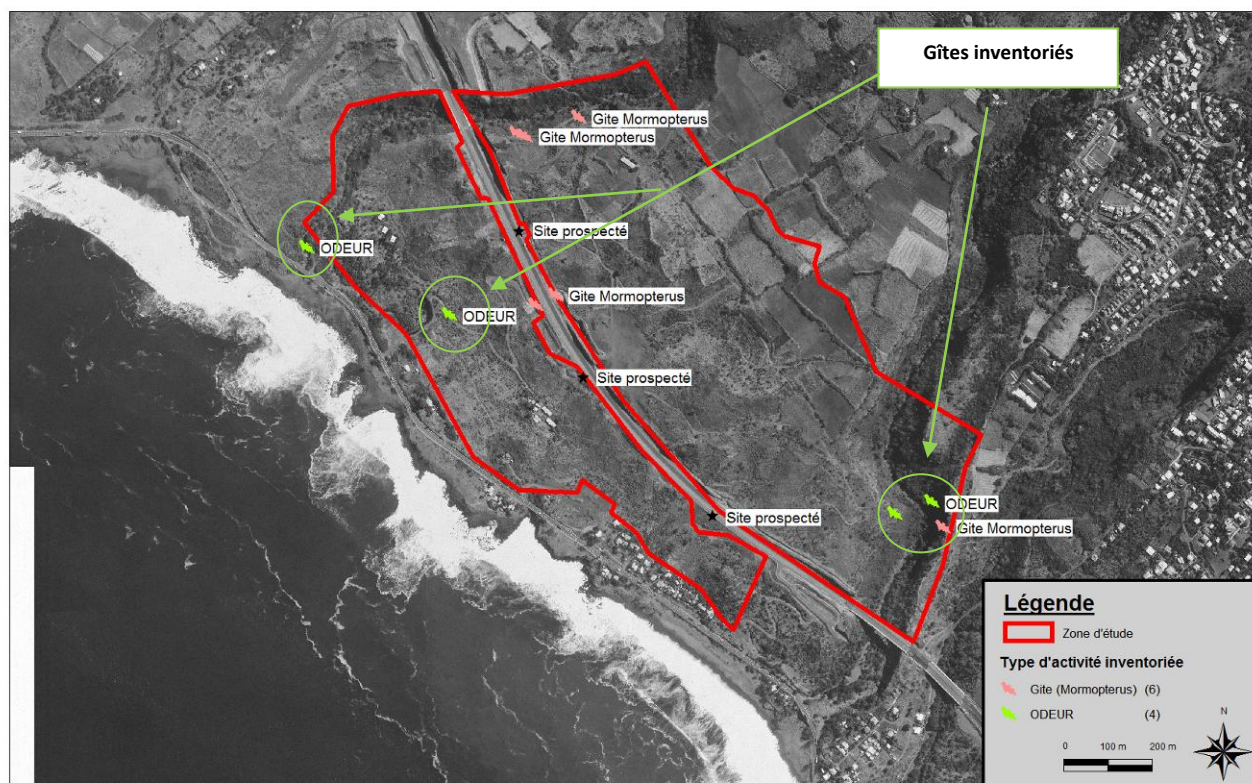 Gîtes inventoriés
Gite Mormopterus
Gite Mormopterus
Site prospecté
ODEUR
Gite Mormopterus
ODEUR
Site prospecté
ODEUR
Site prospecté
Gite Mormopterus
Légende
Zone d'étude
Type d'activité inventoriée
Gite (Mormopterus) (6)
ODEUR (4)
N
0 100 m 200 m